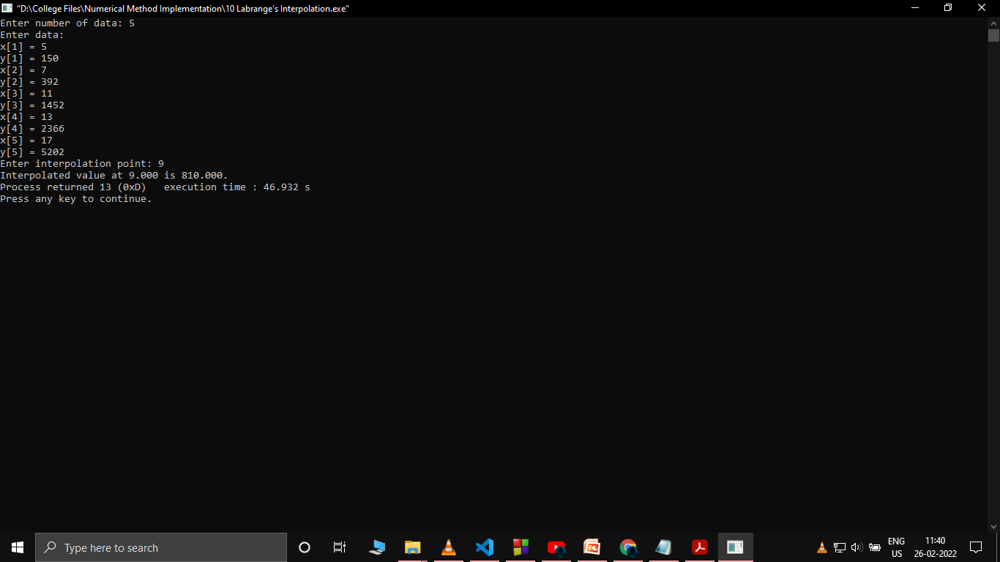 "D:\College Files\Numerical Method Implementation\10 Labrange's Interpolation.exe"
Enter number of data: 5
Enter data:
x[1] = 5
y[1] = 150
x[2] = 7
y[2] = 392
x[3] = 11
y[3] = 1452
x[4] = 13
y[4] = 2366
x[5] = 17
y[5] = 5202
Enter interpolation point: 9
Interpolated value at 9.000 is 810.000.
Process returned 13 (0xD)   execution time : 46.932 s
Press any key to continue.
Type here to search
ENG
US
11:40
26-02-2022